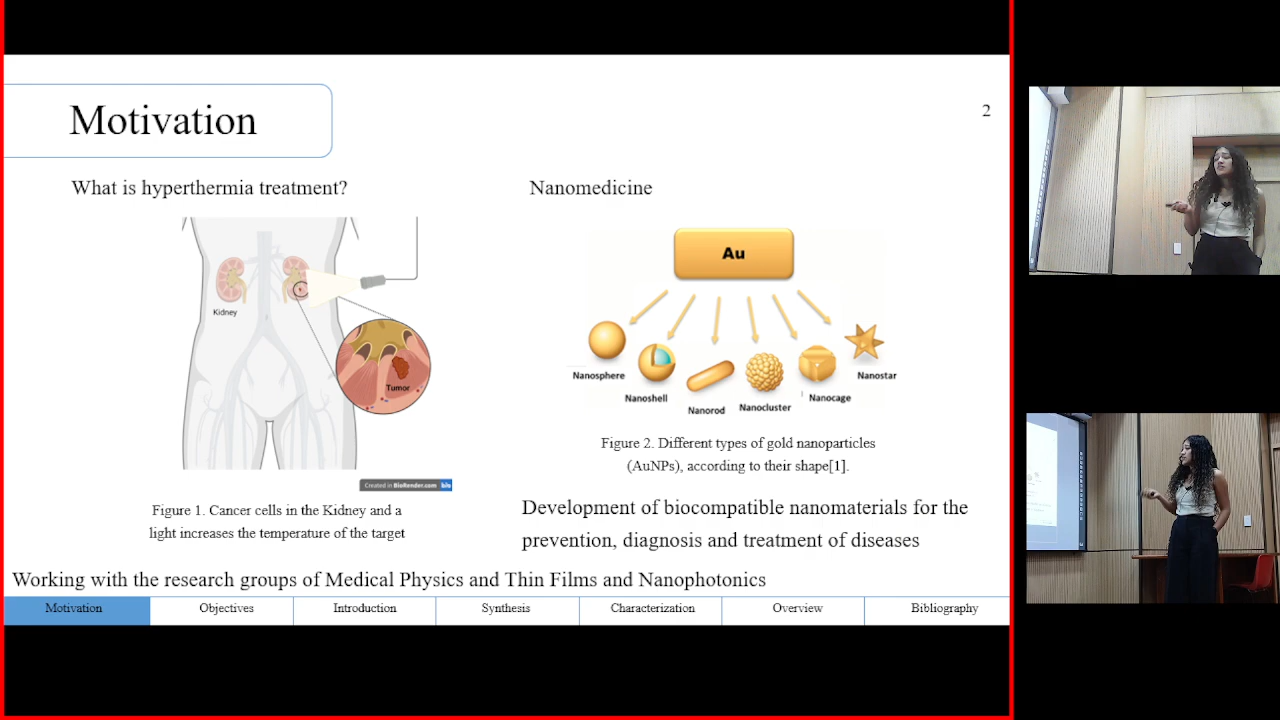 Motivation
2
What is hyperthermia treatment?
Kidney
Tumor
Created in BioRender.com bio
Figure 1. Cancer cells in the Kidney and a
light increases the temperature of the target
Nanomedicine
Au
Nanosphere
Nanoshell
Nanorod
Nanocluster
Nanocage
Nanostar
Figure 2. Different types of gold nanoparticles
(AuNPs), according to their shape[1].
Development of biocompatible nanomaterials for the
prevention, diagnosis and treatment of diseases
Working with the research groups of Medical Physics and Thin Films and Nanophotonics
Motivation Objectives Introduction Synthesis Characterization Overview Bibliography